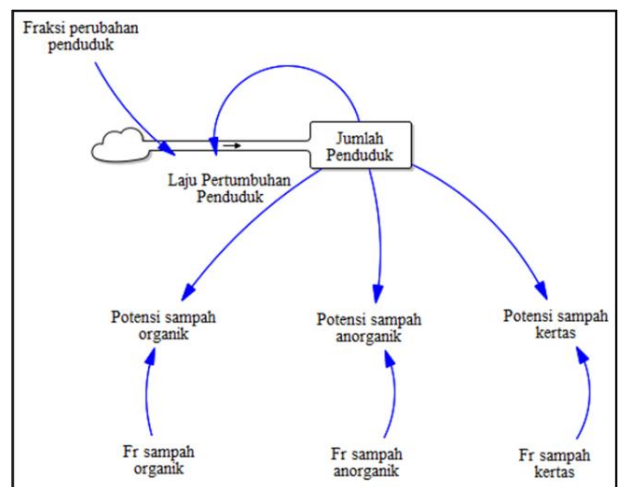 Fraksi perubahan
penduduk
Jumlah
Penduduk
Laju Pertumbuhan
Penduduk
Potensi sampah
organik
Potensi sampah
anorganik
Potensi sampah
kertas
Fr sampah
organik
Fr sampah
anorganik
Fr sampah
kertas